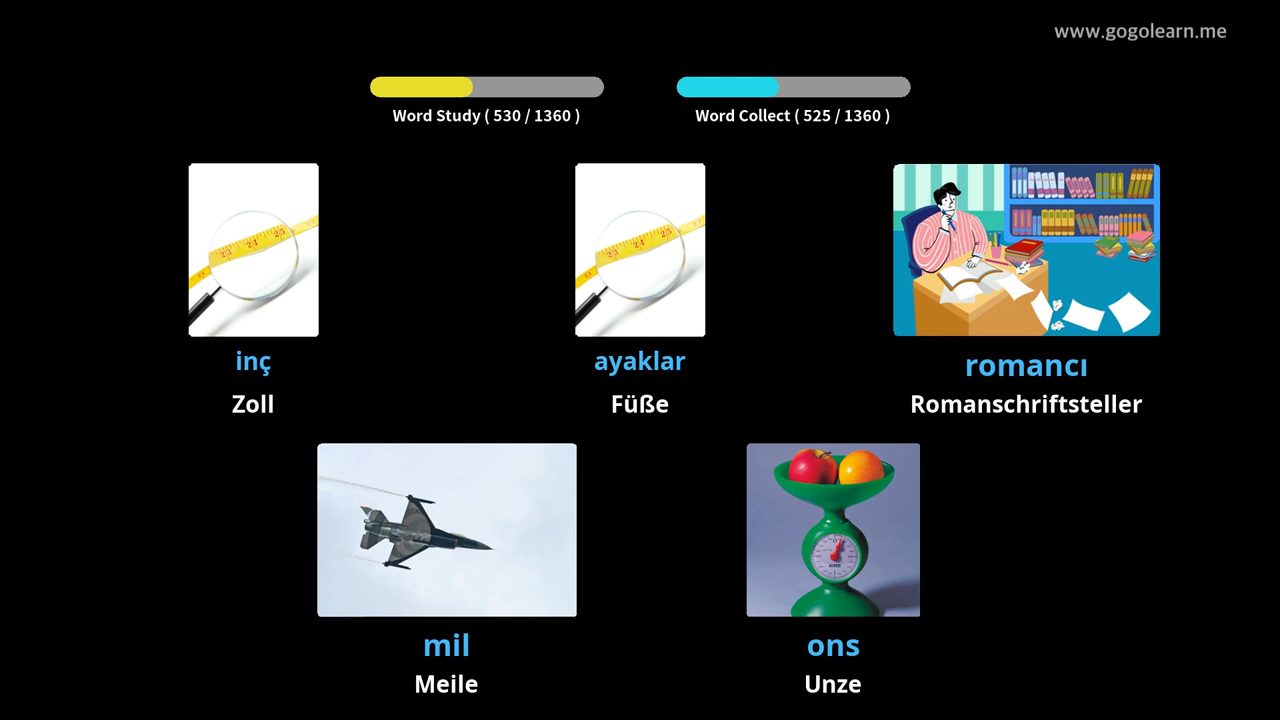 www.gogolearn.me
Word Study ( 530 / 1360 )
Word Collect ( 525 / 1360 )
inç
ayaklar
romancı
Zoll
Füße
Romanschriftsteller
mil
ons
Meile
Unze